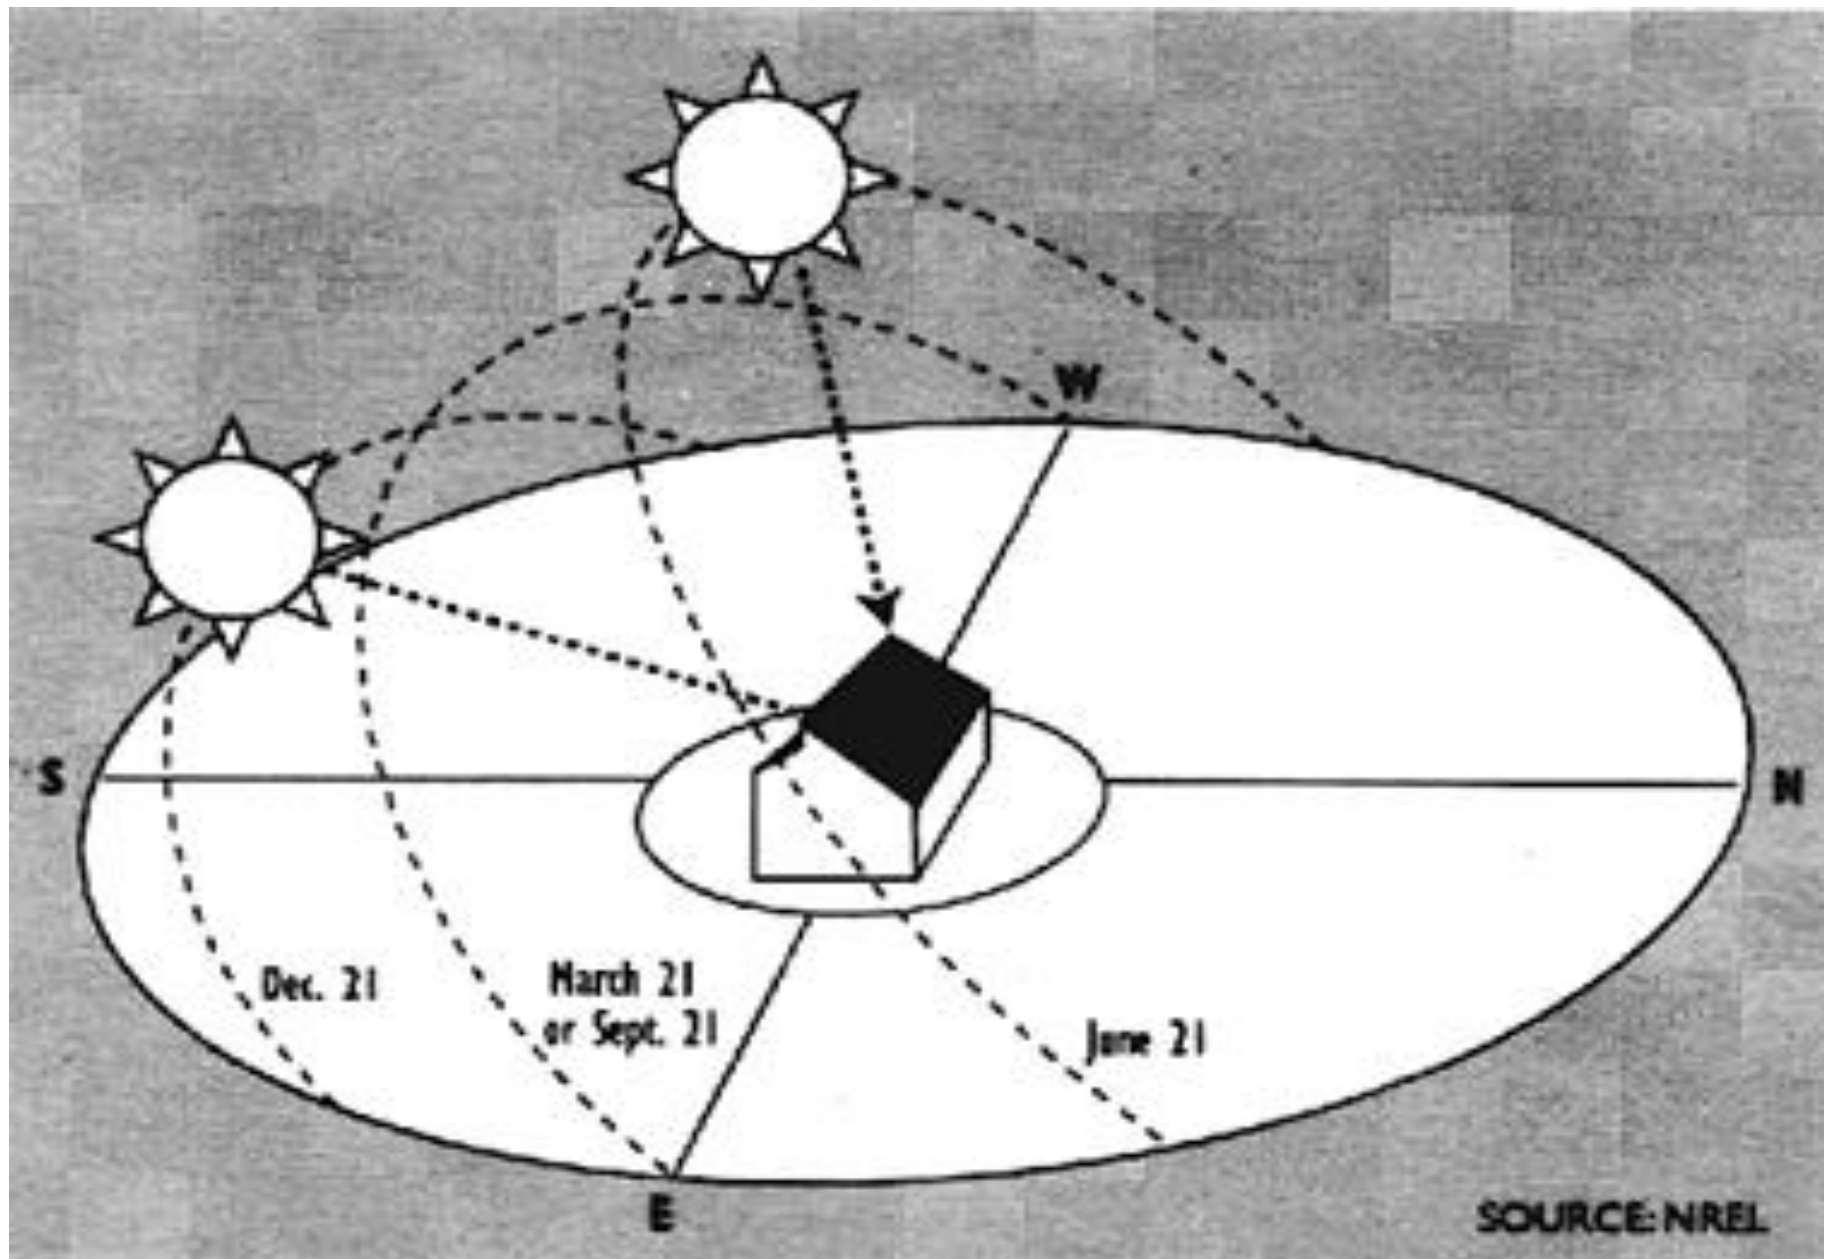 W
S
N
Dec. 21
March 21
or Sept. 21
June 21
E
SOURCE: NREL